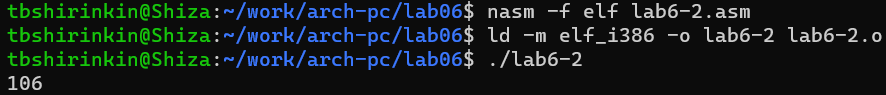 tbshirinkin@Shiza:~/work/arch-pc/lab06$ nasm -f elf lab6-2.asm
tbshirinkin@Shiza:~/work/arch-pc/lab06$ ld -m elf_i386 -o lab6-2 lab6-2.o
tbshirinkin@Shiza:~/work/arch-pc/lab06$ ./lab6-2
106